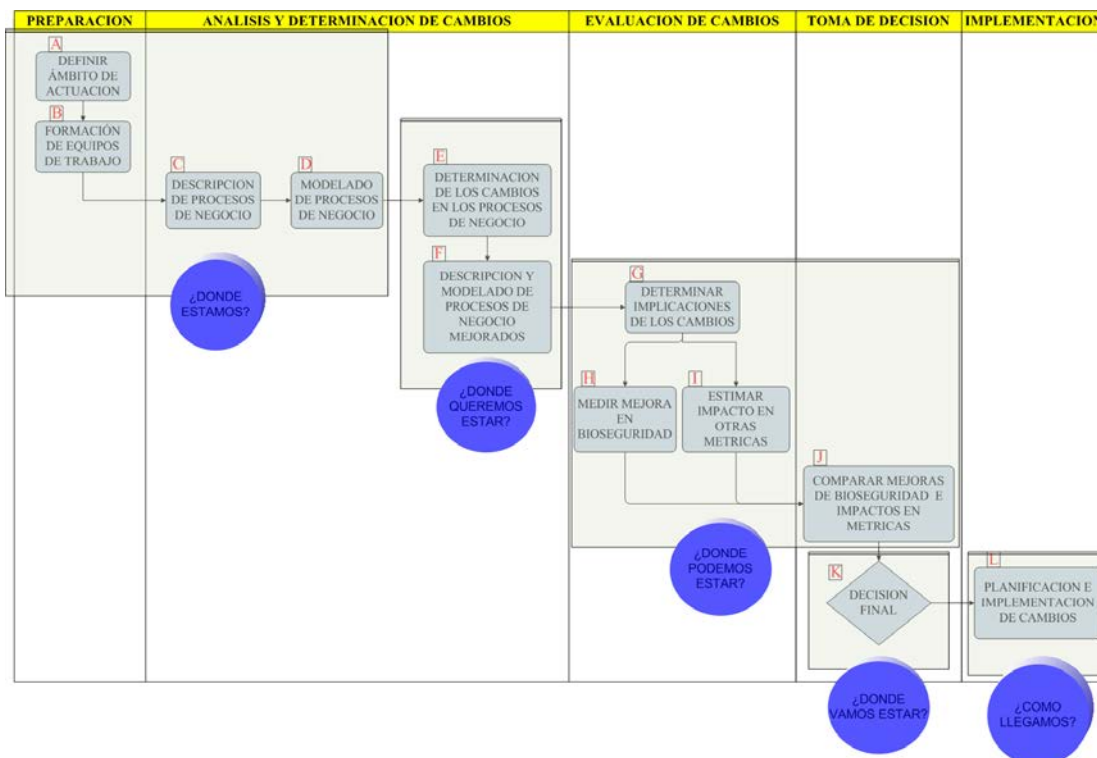 PREPARACION
ANALISIS Y DETERMINACION DE CAMBIOS
EVALUACION DE CAMBIOS
TOMA DE DECISION
IMPLEMENTACION
A
DEFINIR
ÁMBITO DE
ACTUACION
B
FORMACIÓN
DE EQUIPOS
DE TRABAJO
C
DESCRIPCION
DE PROCESOS
DE NEGOCIO
D
MODELADO
DE PROCESOS
DE NEGOCIO
¿DONDE
ESTAMOS?
E
DETERMINACION
DE LOS CAMBIOS
EN LOS PROCESOS
DE NEGOCIO
F
DESCRIPCION Y
MODELADO DE
PROCESOS DE
NEGOCIO
MEJORADOS
¿DONDE
QUEREMOS
ESTAR?
G
DETERMINAR
IMPLICACIONES
DE LOS CAMBIOS
H
MEDIR MEJORA
EN
BIOSEGURIDAD
I
ESTIMAR
IMPACTO EN
OTRAS
METRICAS
J
COMPARAR MEJORAS
DE BIOSEGURIDAD E
IMPACTOS EN
METRICAS
¿DONDE
PODEMOS
ESTAR?
K
DECISION
FINAL
¿DONDE
VAMOS ESTAR?
L
PLANIFICACION E
IMPLEMENTACION
DE CAMBIOS
¿COMO
LLEGAMOS?